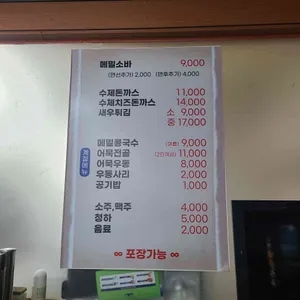 메밀소바 9,000
(면선추가) 2,000 (면후추가) 4,000
수제돈까스 11,000
수제치즈돈까스 14,000
새우튀김 소 9,000
중 17,000
메밀콩국수 9,000
어묵전골 (2인이상) 11,000
어묵우동 8,000
우동사리 2,000
공기밥 1,000
소주,맥주 4,000
청하 5,000
음료 2,000
∞ 포장가능 ∞